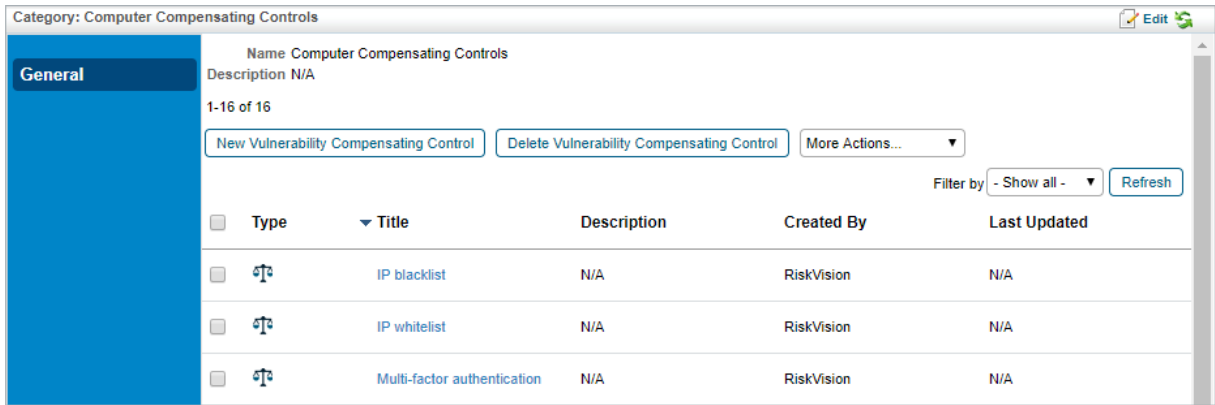 Category: Computer Compensating Controls
Edit
General
Name Computer Compensating Controls
Description N/A
1-16 of 16
New Vulnerability Compensating Control Delete Vulnerability Compensating Control More Actions...
Filter by - Show all - Refresh
Type Title Description Created By Last Updated
IP blacklist N/A RiskVision N/A
IP whitelist N/A RiskVision N/A
Multi-factor authentication N/A RiskVision N/A